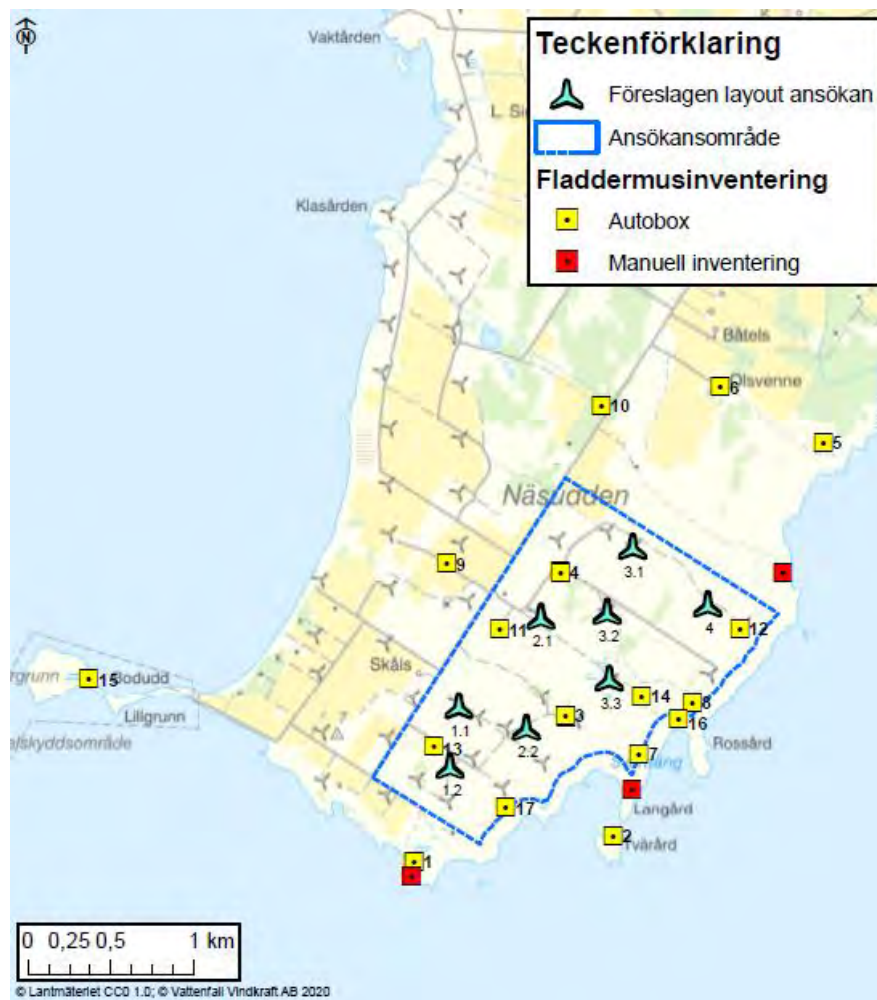 N
Vaktården
L. Si
Klasården
Teckenförklaring
Föreslagen layout ansökan
Ansökansområde
Fladdermusinventering
Autobox
Manuell inventering
Båtels
Olsvenne
6
10
5
Näsudden
9
4
3.1
11
2.1
3.2
4
12
Skåls
15
Bodudd
Lillgrunn
3.3
14
8
1.1
3
16
2.2
13
Rossård
7
1.2
17
Langård
2
Tvärård
1
0 0,25 0,5 1 km
© Lantmäteriet CC0 1.0; © Vattenfall Vindkraft AB 2020